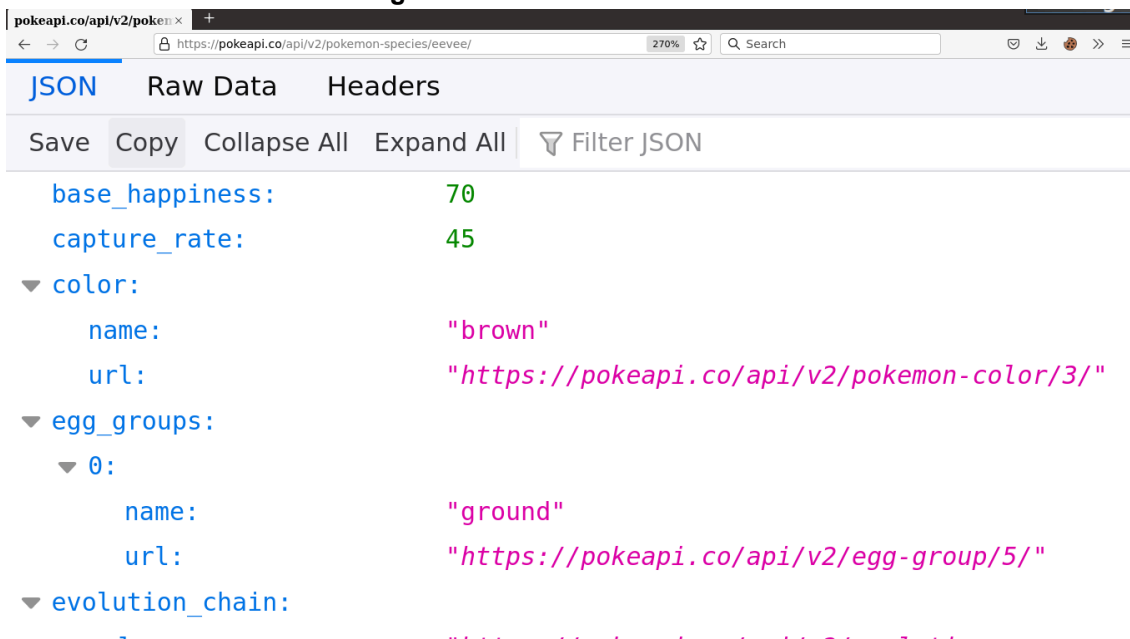 pokeapi.co/api/v2/poken × +
https://pokeapi.co/api/v2/pokemon-species/eevee/ 270% Search
JSON Raw Data Headers
Save Copy Collapse All Expand All Filter JSON
base_happiness: 70
capture_rate: 45
color:
name: "brown"
url: "https://pokeapi.co/api/v2/pokemon-color/3/"
egg_groups:
0:
name: "ground"
url: "https://pokeapi.co/api/v2/egg-group/5/"
evolution_chain: